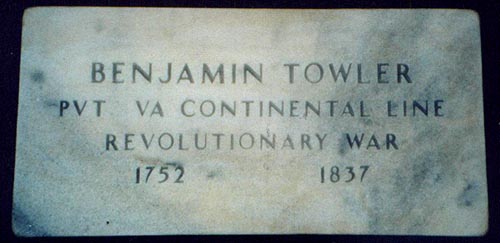 BENJAMIN TOWLER
PVT VA CONTINENTAL LINE
REVOLUTIONARY WAR
1752 1837